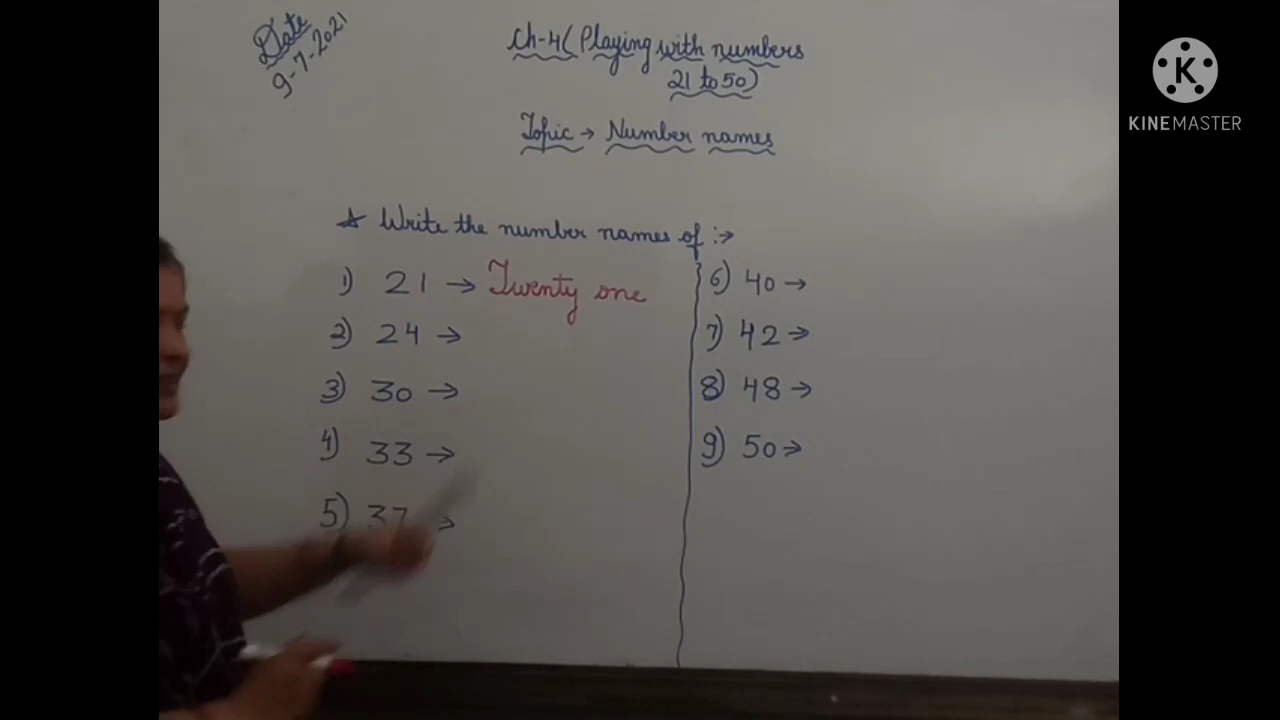 Date
9-7-2021
Ch-4 (Playing with numbers
21 to 50)
Topic → Number names
☆ Write the number names of :→
1) 21 → Twenty one
2) 24 →
3) 30 →
4) 33 →
5) 37 →
6) 40 →
7) 42 →
8) 48 →
9) 50 →
K
KINEMASTER